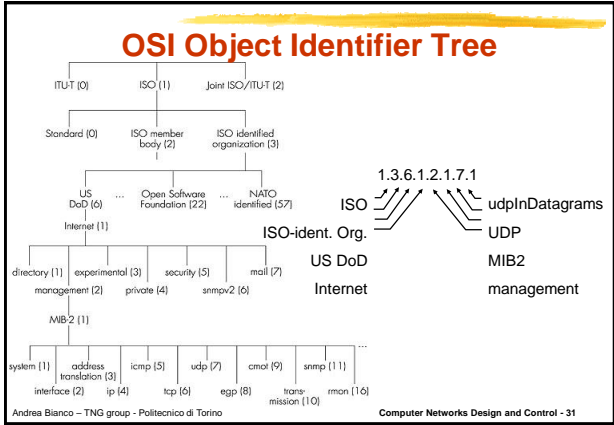 OSI Object Identifier Tree
ITU-T (0) ISO (1) Joint ISO/ITU-T (2)
Standard (0) ISO member body (2) ISO identified organization (3)
US DoD (6) ... Open Software Foundation (22) ... NATO identified (57)
Internet (1)
directory (1) experimental (3) security (5) mail (7)
management (2) private (4) snmpv2 (6)
MIB-2 (1)
...
system (1) address translation (3) icmp (5) udp (7) cmot (9) snmp (11)
interface (2) ip (4) tcp (6) egp (8) trans-mission (10) rmon (16)
1.3.6.1.2.1.7.1
ISO udpInDatagrams
ISO-ident. Org. UDP
US DoD MIB2
Internet management
Andrea Bianco – TNG group - Politecnico di Torino Computer Networks Design and Control - 31